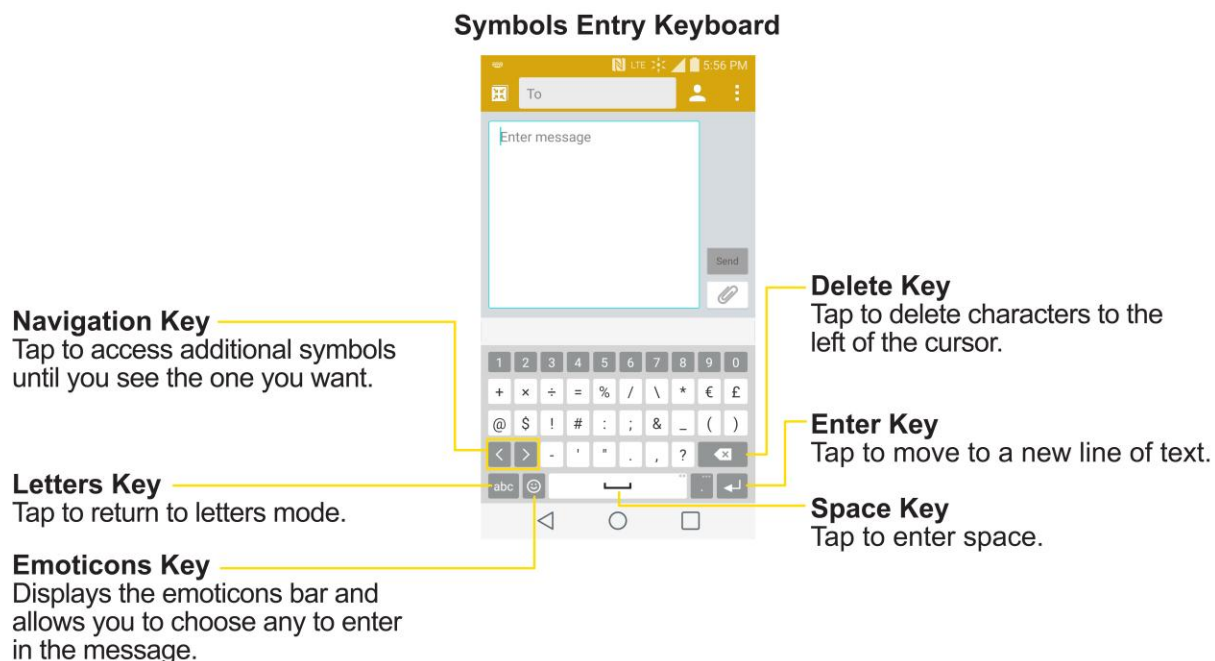 Symbols Entry Keyboard
LTE 5:56 PM
To
Enter message
Send
Navigation Key
Tap to access additional symbols
until you see the one you want.
Letters Key
Tap to return to letters mode.
Emoticons Key
Displays the emoticons bar and
allows you to choose any to enter
in the message.
1 2 3 4 5 6 7 8 9 0
+ × ÷ = % / \ * € £
@ $ ! # : ; & _ ( )
< > - ' " . , ?
abc .
Delete Key
Tap to delete characters to the
left of the cursor.
Enter Key
Tap to move to a new line of text.
Space Key
Tap to enter space.